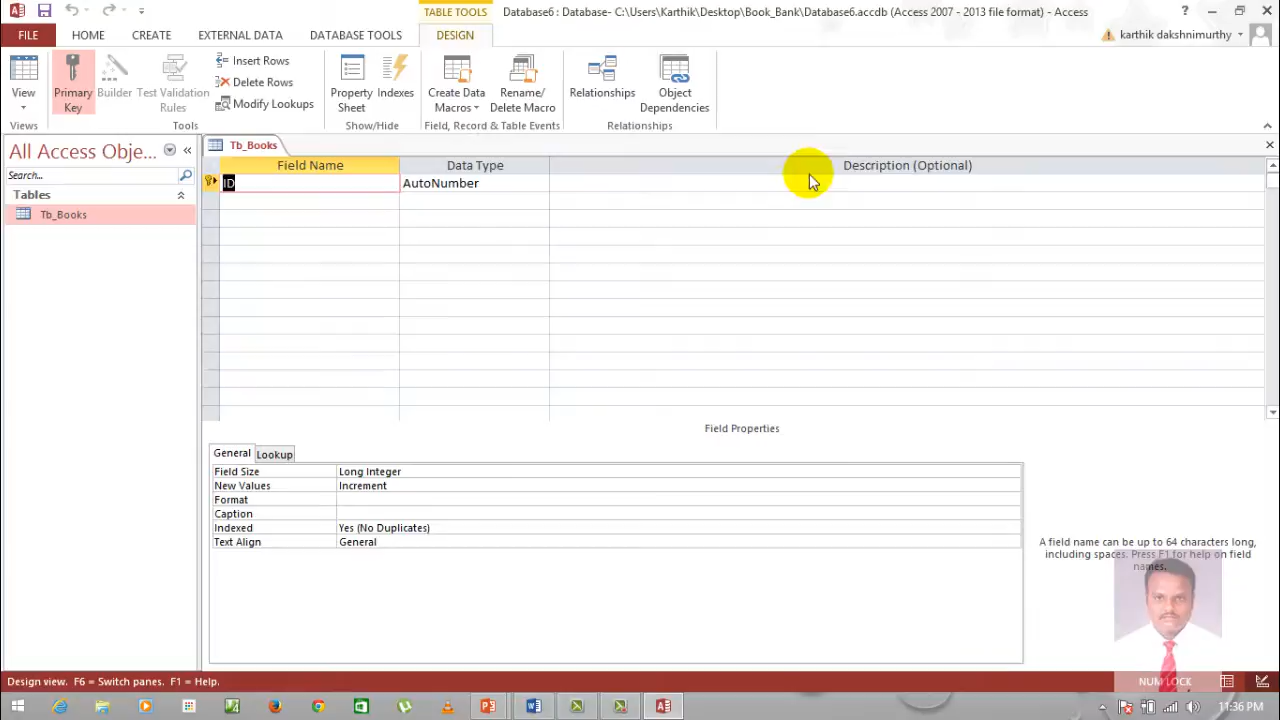 TABLE TOOLS
Database6 : Database- C:\Users\Karthik\Desktop\Book_Bank\Database6.accdb (Access 2007 - 2013 file format) - Access
FILE
HOME
CREATE
EXTERNAL DATA
DATABASE TOOLS
DESIGN
karthik dakshnimurthy
View
Primary
Key
Builder
Test Validation
Rules
Insert Rows
Delete Rows
Modify Lookups
Property
Sheet
Indexes
Create Data
Macros
Rename/
Delete Macro
Relationships
Object
Dependencies
Views
Tools
Show/Hide
Field, Record & Table Events
Relationships
All Access Obje...
Search...
Tables
Tb_Books
Tb_Books
Field Name
Data Type
Description (Optional)
ID
AutoNumber
Field Properties
General
Lookup
Field Size
Long Integer
New Values
Increment
Format
Caption
Indexed
Yes (No Duplicates)
Text Align
General
A field name can be up to 64 characters long,
including spaces. Press F1 for help on field
names.
Design view. F6 = Switch panes. F1 = Help.
NUM LOCK
11:36 PM